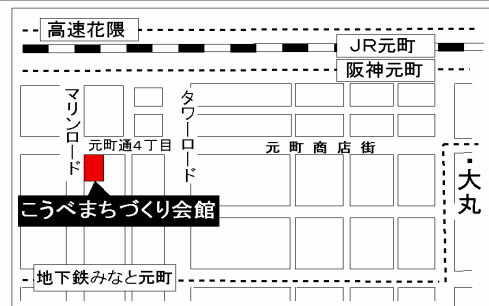 高速花隈
JR元町
阪神元町
マリンロード
タワーロード
元町通4丁目
元町商店街
・大丸
こうべまちづくり会館
地下鉄みなと元町